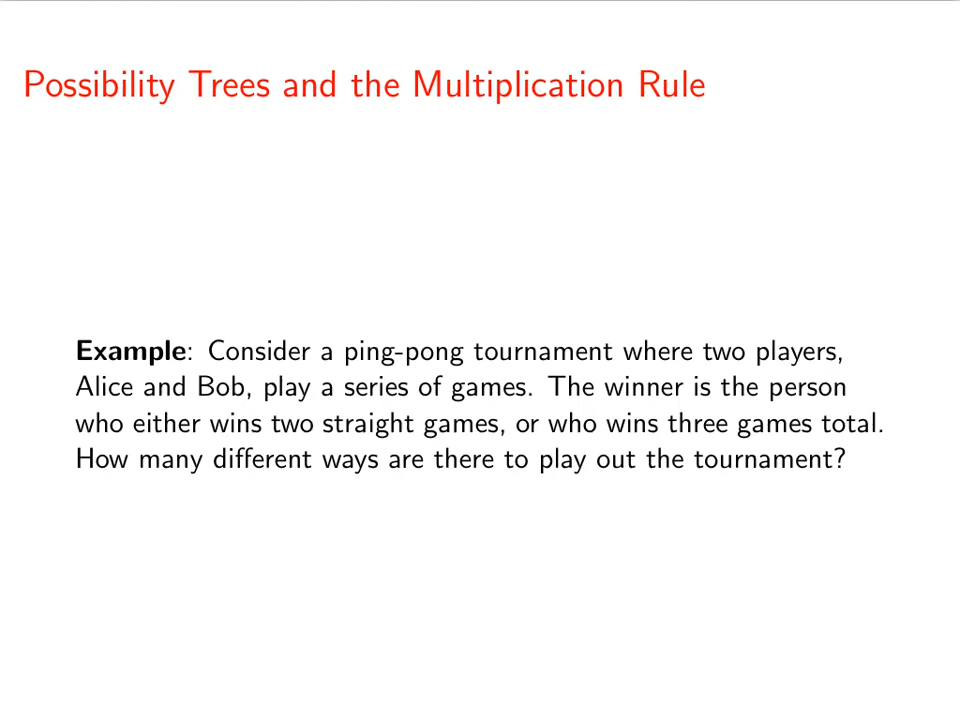 Possibility Trees and the Multiplication Rule
Example: Consider a ping-pong tournament where two players,
Alice and Bob, play a series of games. The winner is the person
who either wins two straight games, or who wins three games total.
How many different ways are there to play out the tournament?